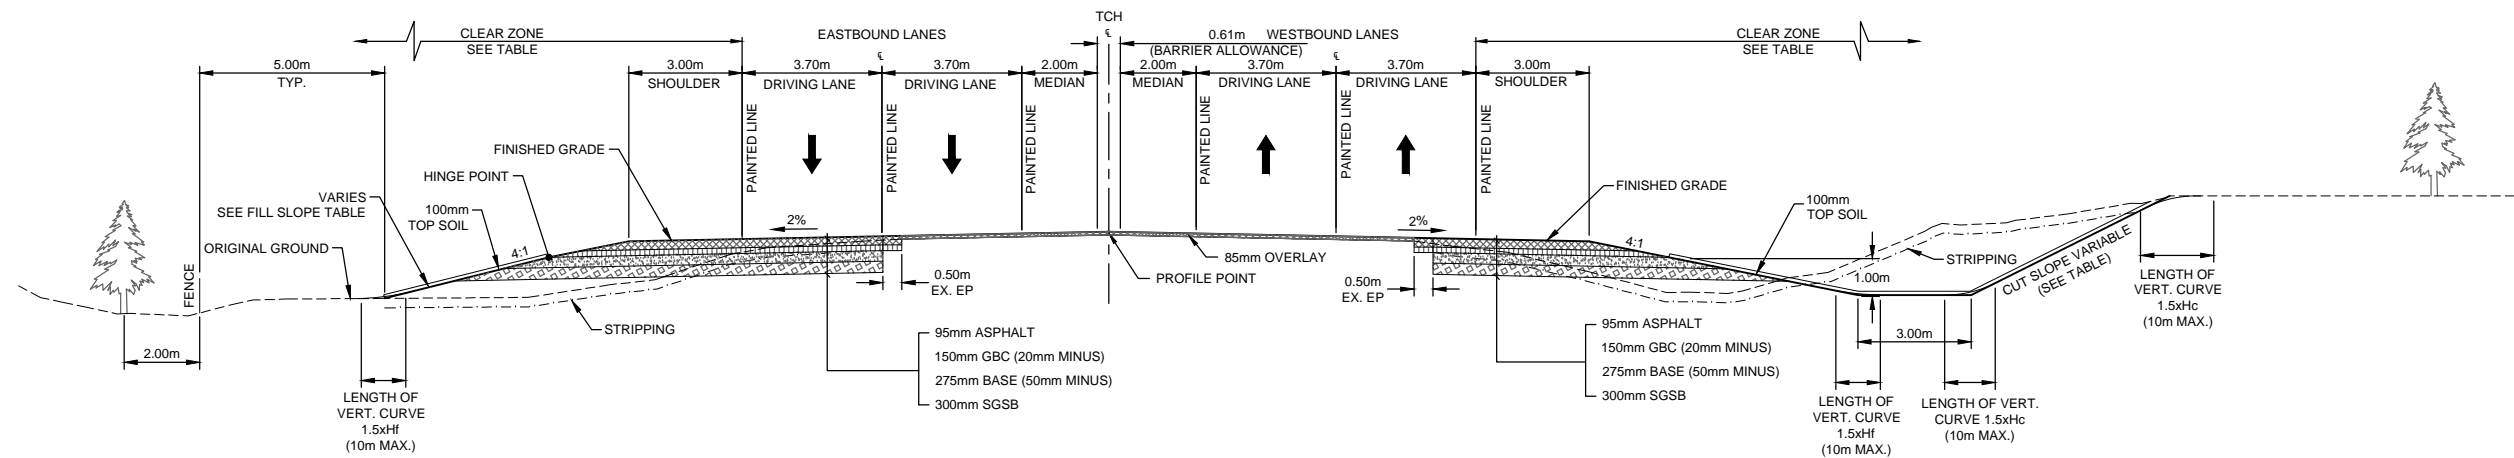 TCH
℄
CLEAR ZONE
SEE TABLE
EASTBOUND LANES
℄
0.61m
(BARRIER ALLOWANCE)
WESTBOUND LANES
℄
CLEAR ZONE
SEE TABLE
5.00m
TYP.
3.00m
SHOULDER
3.70m
DRIVING LANE
3.70m
DRIVING LANE
2.00m
MEDIAN
2.00m
MEDIAN
3.70m
DRIVING LANE
3.70m
DRIVING LANE
3.00m
SHOULDER
PAINTED LINE
PAINTED LINE
PAINTED LINE
PAINTED LINE
PAINTED LINE
PAINTED LINE
FINISHED GRADE
HINGE POINT
VARIES
SEE FILL SLOPE TABLE
100mm
TOP SOIL
ORIGINAL GROUND
4:1
2%
2%
FINISHED GRADE
4:1
100mm
TOP SOIL
FENCE
STRIPPING
0.50m
EX. EP
PROFILE POINT
85mm OVERLAY
0.50m
EX. EP
1.00m
STRIPPING
CUT SLOPE VARIABLE
(SEE TABLE)
LENGTH OF
VERT. CURVE
1.5xHc
(10m MAX.)
2.00m
LENGTH OF
VERT. CURVE
1.5xHf
(10m MAX.)
95mm ASPHALT
150mm GBC (20mm MINUS)
275mm BASE (50mm MINUS)
300mm SGSB
95mm ASPHALT
150mm GBC (20mm MINUS)
275mm BASE (50mm MINUS)
300mm SGSB
3.00m
LENGTH OF
VERT. CURVE
1.5xHf
(10m MAX.)
LENGTH OF VERT.
CURVE 1.5xHc
(10m MAX.)